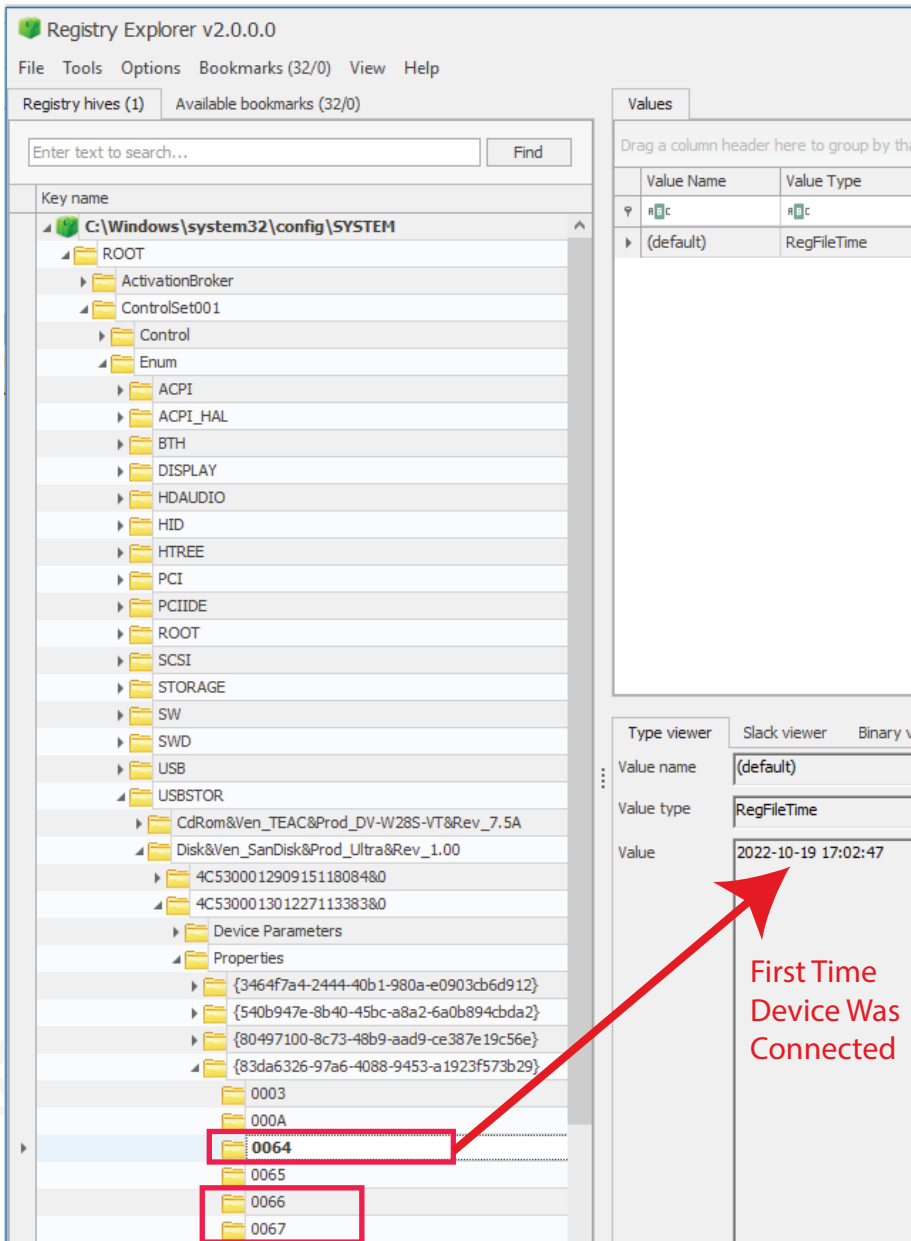 Registry Explorer v2.0.0.0
File Tools Options Bookmarks (32/0) View Help
Registry hives (1) Available bookmarks (32/0)
Enter text to search... Find
Key name
C:\Windows\system32\config\SYSTEM
ROOT
ActivationBroker
ControlSet001
Control
Enum
ACPI
ACPI_HAL
BTH
DISPLAY
HDAUDIO
HID
HTREE
PCI
PCIIDE
ROOT
SCSI
STORAGE
SW
SWD
USB
USBSTOR
CdRom&Ven_TEAC&Prod_DV-W28S-VT&Rev_7.5A
Disk&Ven_SanDisk&Prod_Ultra&Rev_1.00
4C530001290915118084&0
4C530001301227113383&0
Device Parameters
Properties
{3464f7a4-2444-40b1-980a-e0903cb6d912}
{540b947e-8b40-45bc-a8a2-6a0b894cbda2}
{80497100-8c73-48b9-aad9-ce387e19c56e}
{83da6326-97a6-4088-9453-a1923f573b29}
0003
000A
0064
0065
0066
0067
Values
Drag a column header here to group by tha
Value Name Value Type
ABC ABC
(default) RegFileTime
Type viewer Slack viewer Binary v
Value name (default)
Value type RegFileTime
Value 2022-10-19 17:02:47
First Time
Device Was
Connected